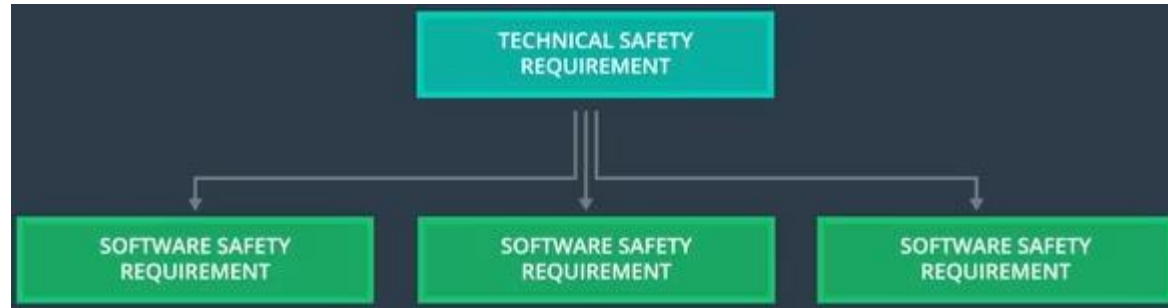 TECHNICAL SAFETY
REQUIREMENT
SOFTWARE SAFETY
REQUIREMENT
SOFTWARE SAFETY
REQUIREMENT
SOFTWARE SAFETY
REQUIREMENT